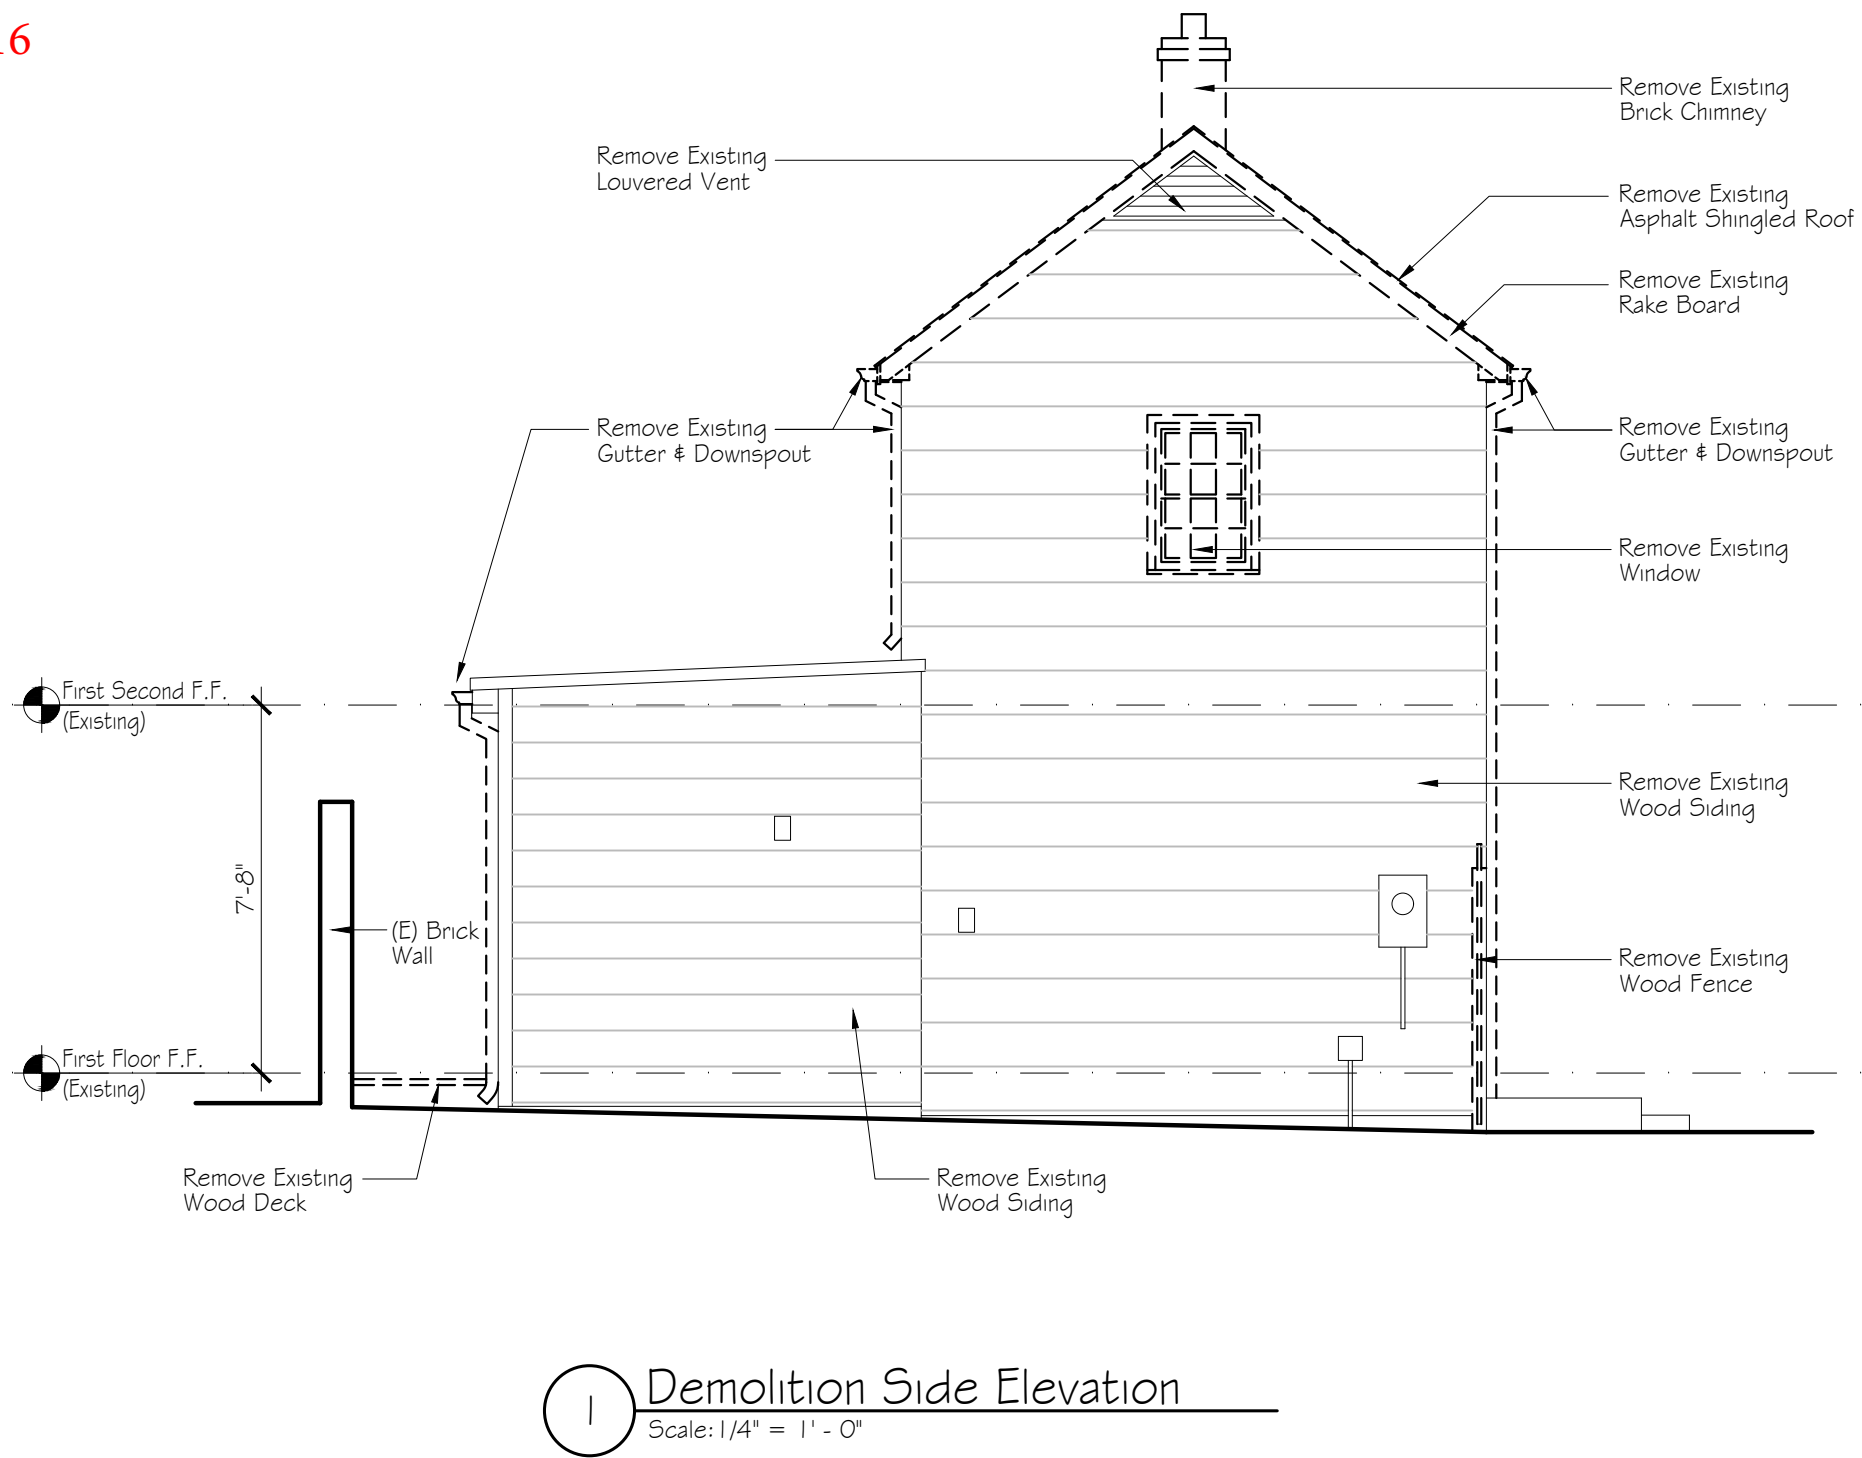 16
Remove Existing
Brick Chimney
Remove Existing
Louvered Vent
Remove Existing
Asphalt Shingled Roof
Remove Existing
Rake Board
Remove Existing
Gutter & Downspout
Remove Existing
Gutter & Downspout
Remove Existing
Window
First Second F.F.
(Existing)
Remove Existing
Wood Siding
7'-8"
(E) Brick
Wall
Remove Existing
Wood Fence
First Floor F.F.
(Existing)
Remove Existing
Wood Deck
Remove Existing
Wood Siding
1
Demolition Side Elevation
Scale: 1/4" = 1' - 0"